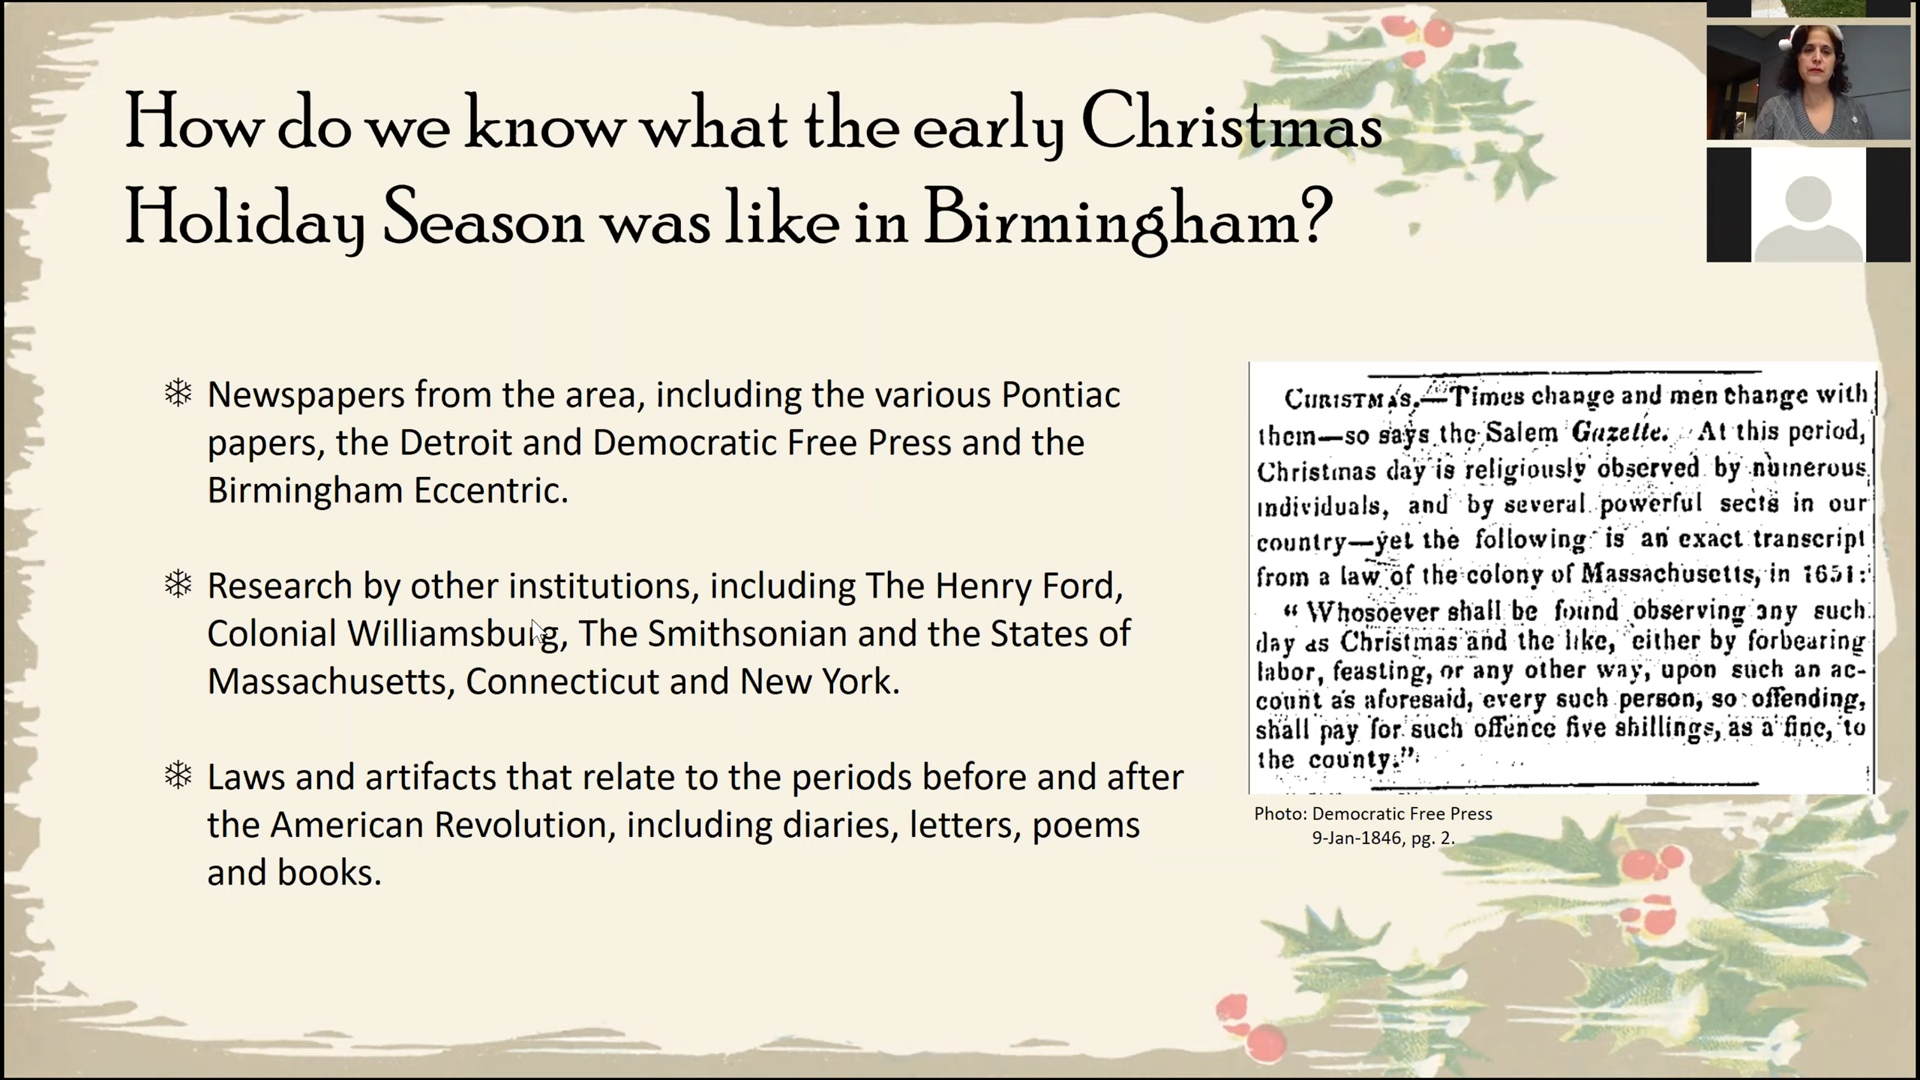 How do we know what the early Christmas
Holiday Season was like in Birmingham?
Newspapers from the area, including the various Pontiac
papers, the Detroit and Democratic Free Press and the
Birmingham Eccentric.
Research by other institutions, including The Henry Ford,
Colonial Williamsburg, The Smithsonian and the States of
Massachusetts, Connecticut and New York.
Laws and artifacts that relate to the periods before and after
the American Revolution, including diaries, letters, poems
and books.
CHRISTMAS.—Times change and men change with
them—so says the Salem Gazette. At this period,
Christmas day is religiously observed by numerous
individuals, and by several powerful sects in our
country—yet the following is an exact transcript
from a law of the colony of Massachusetts, in 1651:
“Whosoever shall be found observing any such
day as Christmas and the like, either by forbearing
labor, feasting, or any other way, upon such an ac-
count as aforesaid, every such person, so offending,
shall pay for such offence five shillings, as a fine, to
the county.”
Photo: Democratic Free Press
9-Jan-1846, pg. 2.